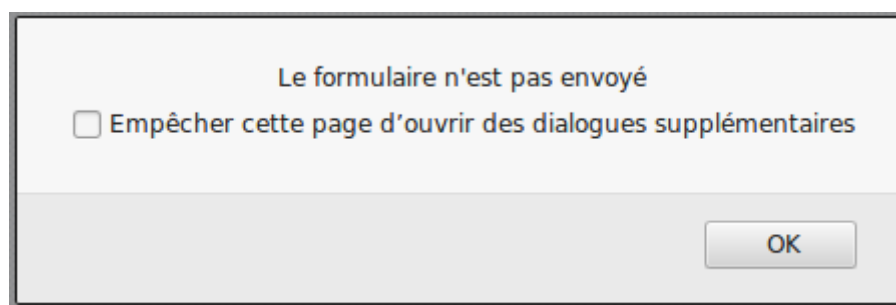 Le formulaire n'est pas envoyé
Empêcher cette page d’ouvrir des dialogues supplémentaires
OK